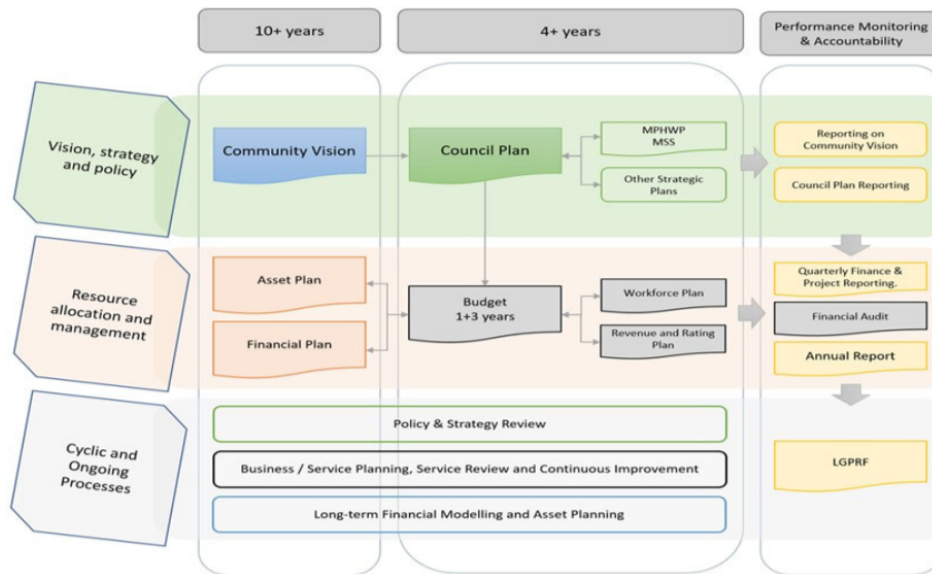 10+ years
4+ years
Performance Monitoring
& Accountability
Vision, strategy
and policy
Community Vision
Council Plan
MPHWP
MSS
Other Strategic
Plans
Reporting on
Community Vision
Council Plan Reporting
Resource
allocation and
management
Asset Plan
Financial Plan
Budget
1+3 years
Workforce Plan
Revenue and Rating
Plan
Quarterly Finance &
Project Reporting.
Financial Audit
Annual Report
Cyclic and
Ongoing
Processes
Policy & Strategy Review
Business / Service Planning, Service Review and Continuous Improvement
Long-term Financial Modelling and Asset Planning
LGPRF